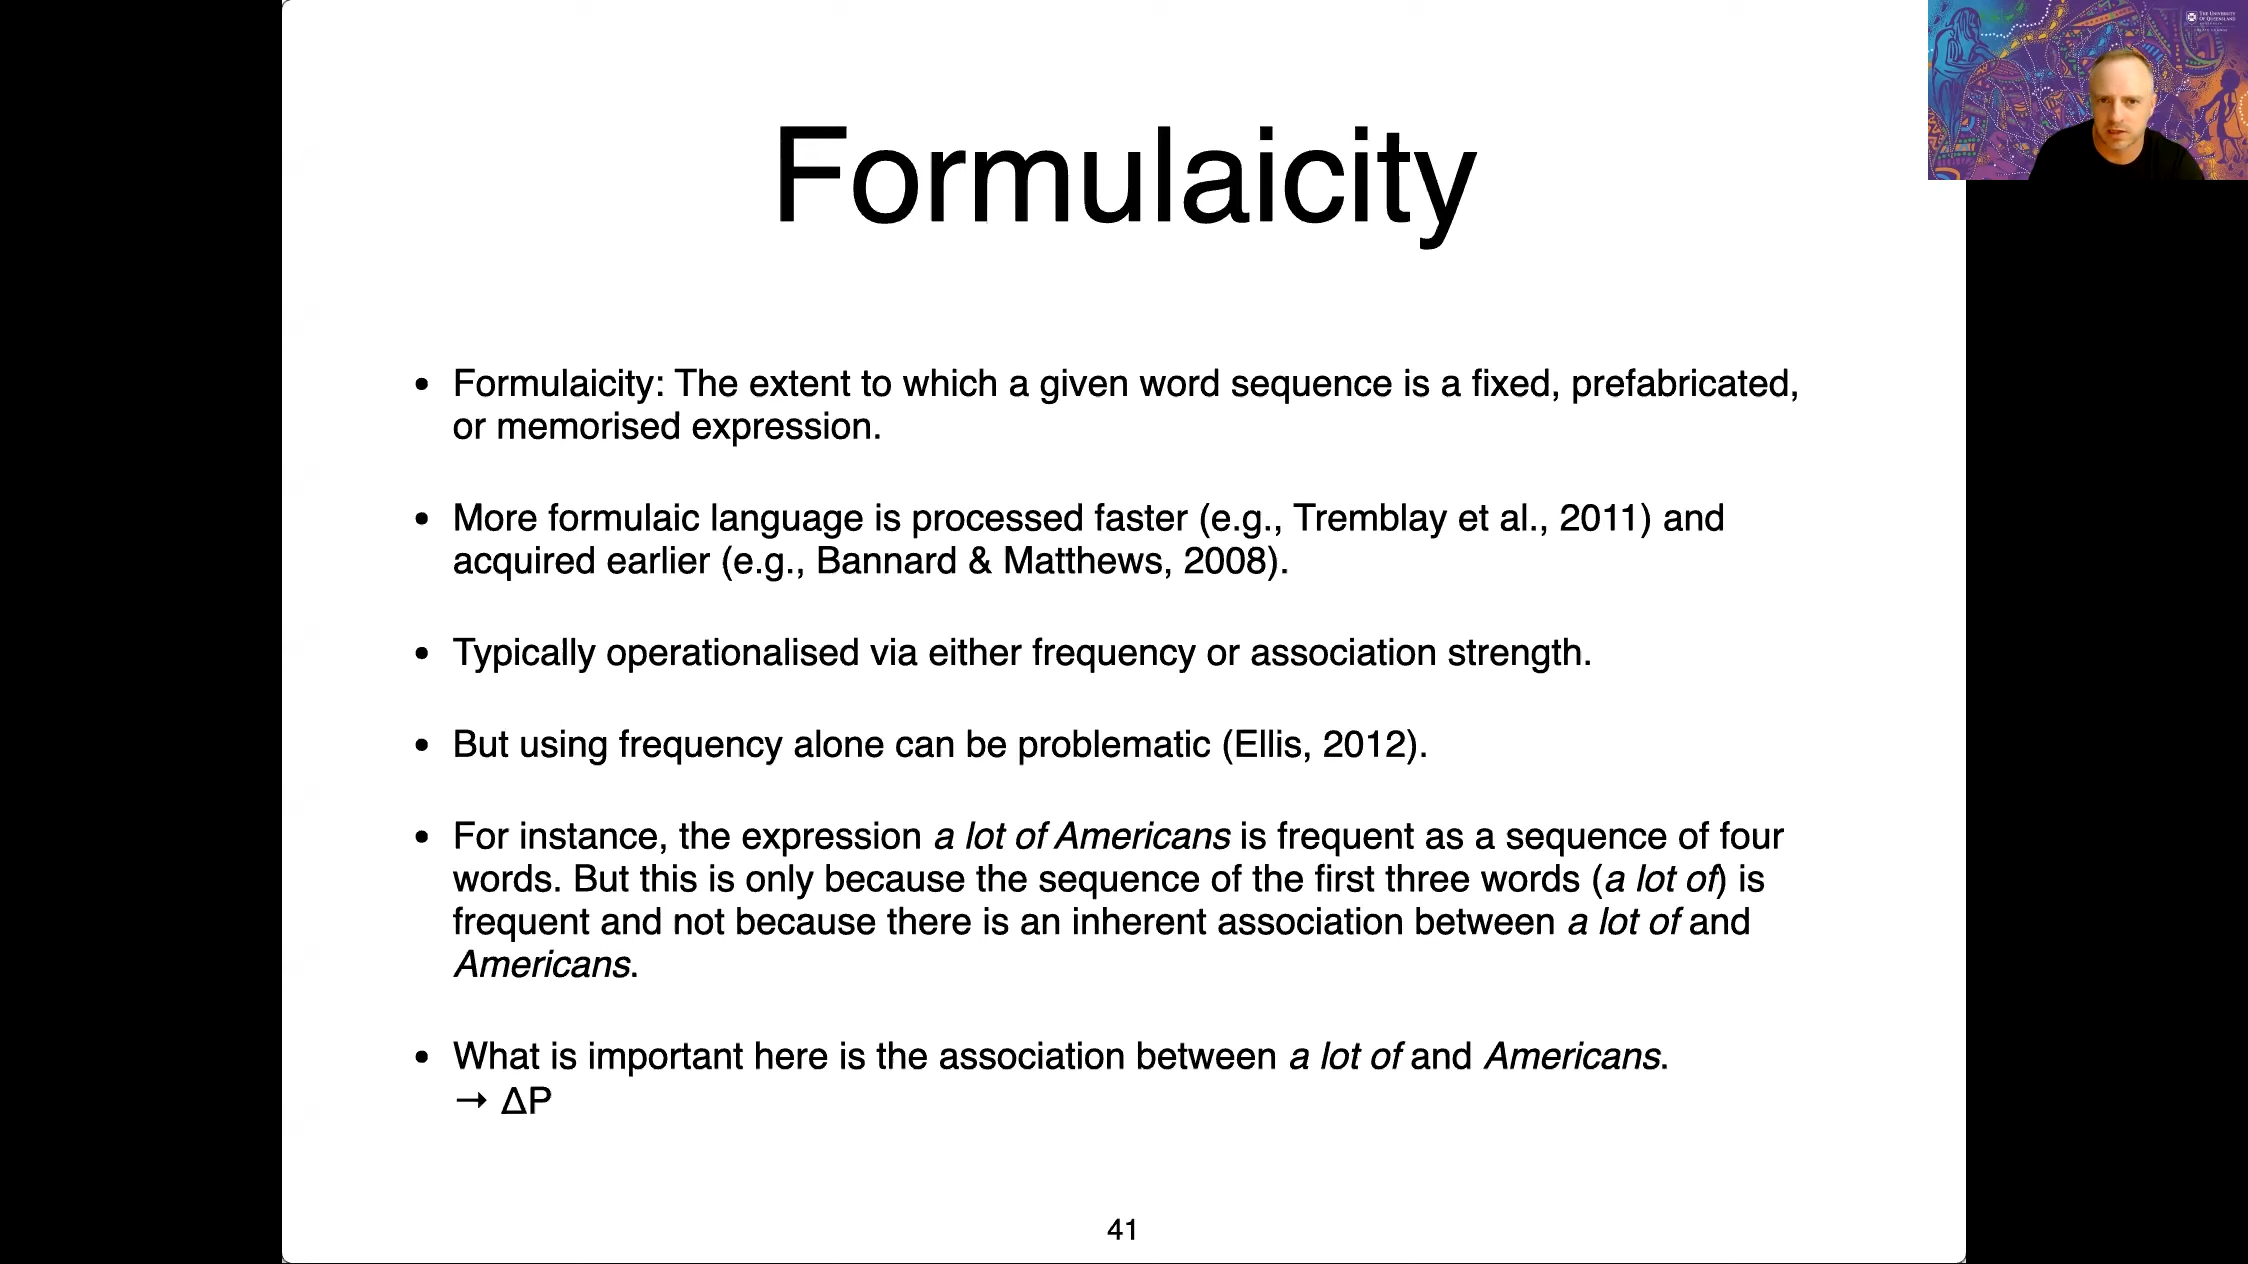 THE UNIVERSITY
OF QUEENSLAND
Formulaicity
• Formulaicity: The extent to which a given word sequence is a fixed, prefabricated,
or memorised expression.
• More formulaic language is processed faster (e.g., Tremblay et al., 2011) and
acquired earlier (e.g., Bannard & Matthews, 2008).
• Typically operationalised via either frequency or association strength.
• But using frequency alone can be problematic (Ellis, 2012).
• For instance, the expression a lot of Americans is frequent as a sequence of four
words. But this is only because the sequence of the first three words (a lot of) is
frequent and not because there is an inherent association between a lot of and
Americans.
• What is important here is the association between a lot of and Americans.
→ ΔP
41